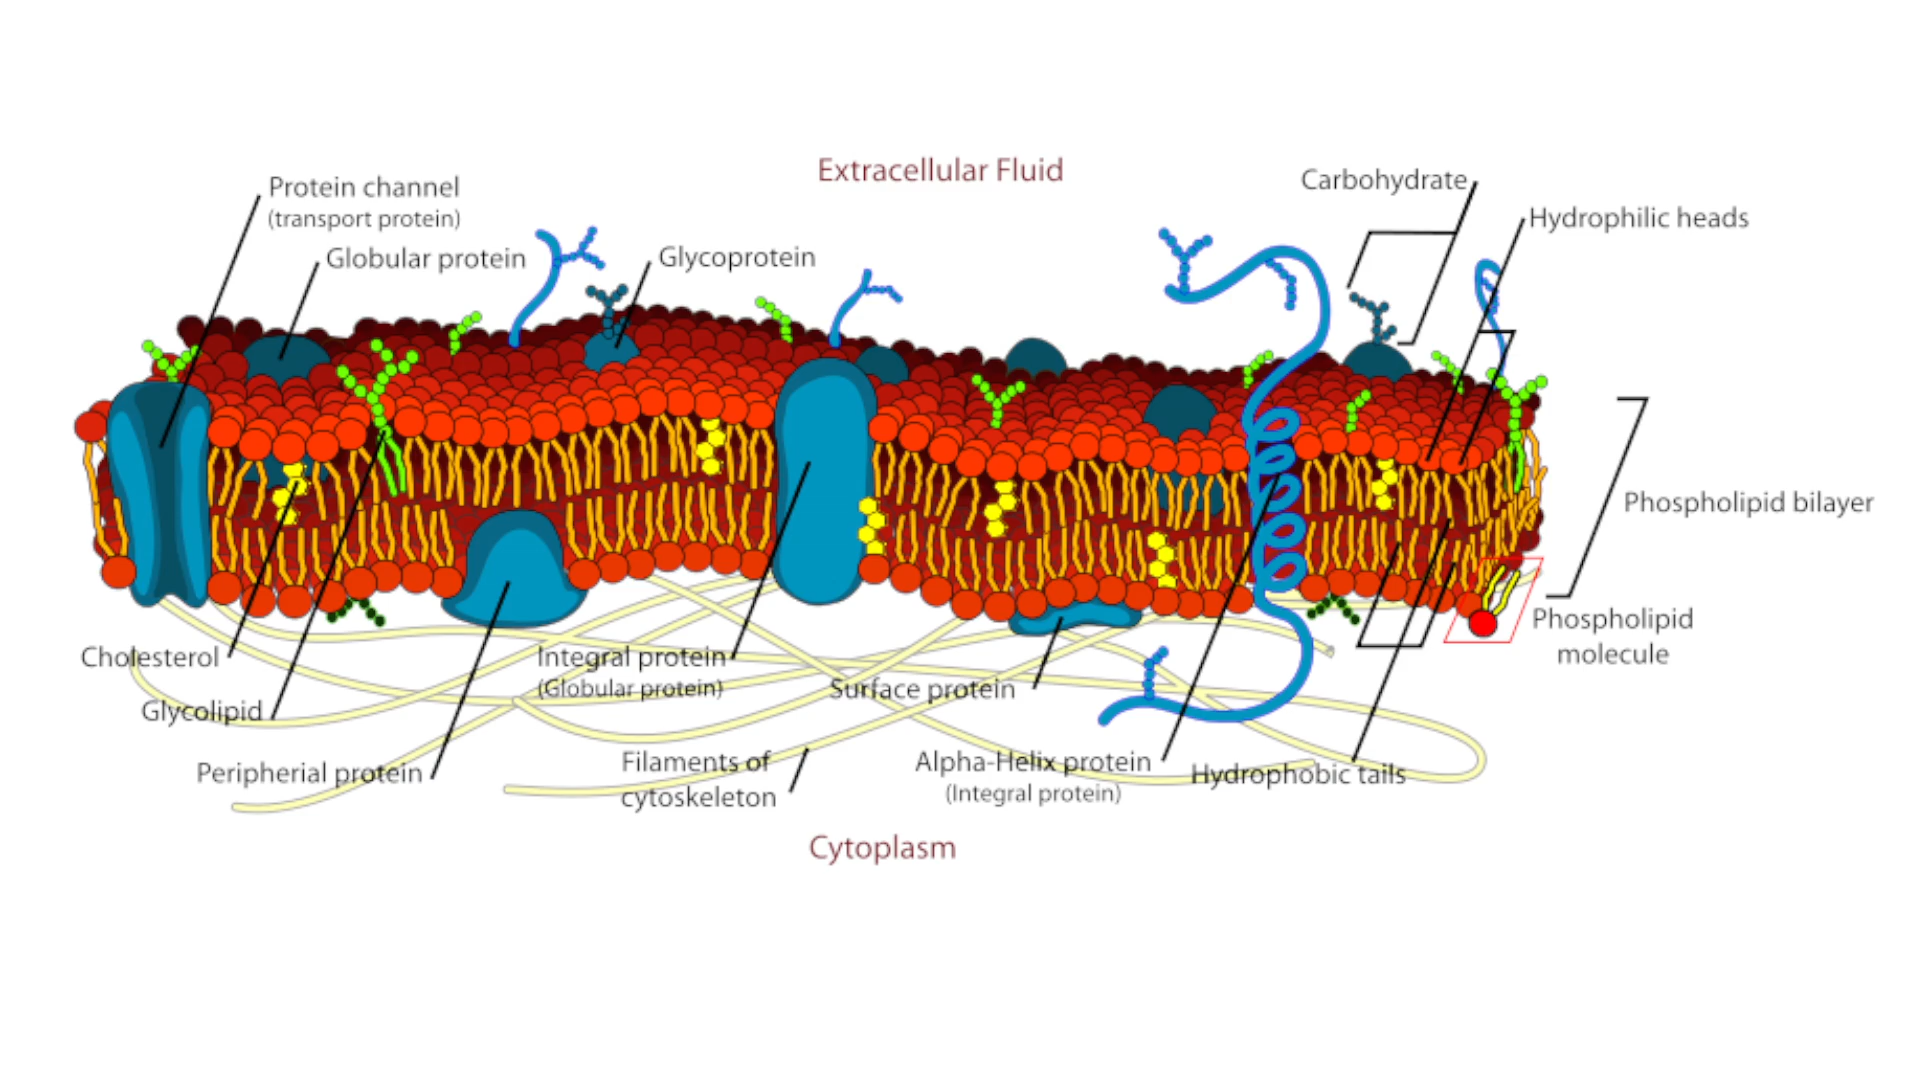 Extracellular Fluid
Protein channel
(transport protein)
Globular protein
Glycoprotein
Carbohydrate
Hydrophilic heads
Phospholipid bilayer
Phospholipid
molecule
Cholesterol
Glycolipid
Peripherial protein
Integral protein
(Globular protein)
Surface protein
Filaments of
cytoskeleton
Alpha-Helix protein
(Integral protein)
Hydrophobic tails
Cytoplasm